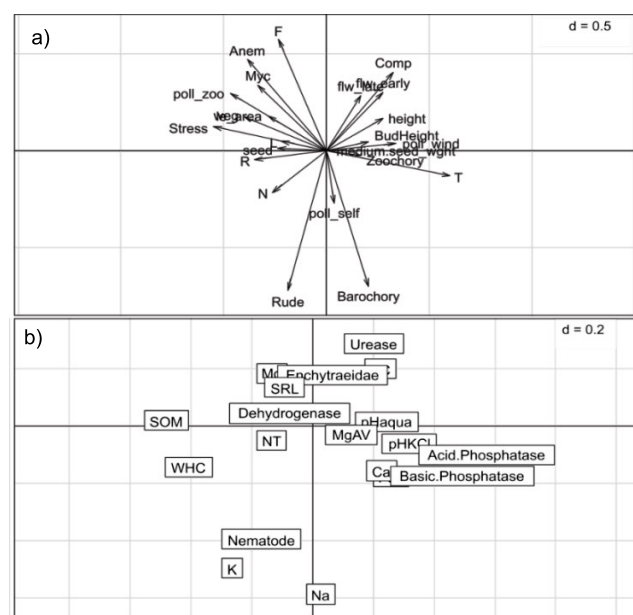 a)
d = 0.5
F
Anem
Comp
Myc
flw_early
flw_late
poll_zoo
height
Stress
BudHeight
L
poll_wind
seed
medium.seed_wght
R
Zoochory
T
N
poll_self
Rude
Barochory
b)
d = 0.2
Urease
Enchytraeidae
SRL
Dehydrogenase
SOM
pHaqua
MgAV
NT
pHKCl
Acid.Phosphatase
WHC
Ca
Basic.Phosphatase
Nematode
K
Na